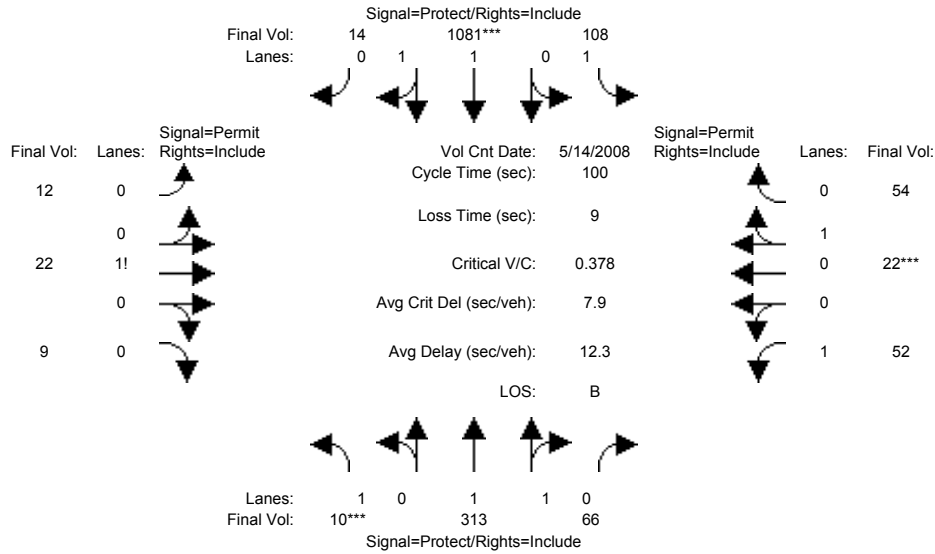 Signal=Protect/Rights=Include
Final Vol: 14 1081*** 108
Lanes: 0 1 1 0 1
Signal=Permit
Final Vol: Lanes: Rights=Include
Vol Cnt Date: 5/14/2008
Signal=Permit
Rights=Include Lanes: Final Vol:
Cycle Time (sec): 100
12 0
0 54
Loss Time (sec): 9
0
1
22 1!
Critical V/C: 0.378
0 22***
0
Avg Crit Del (sec/veh): 7.9
0
9 0
Avg Delay (sec/veh): 12.3
1 52
LOS: B
Lanes: 1 0 1 1 0
Final Vol: 10*** 313 66
Signal=Protect/Rights=Include